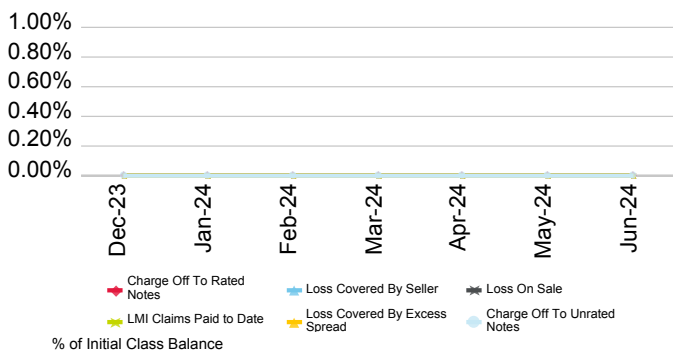 1.00%
0.80%
0.60%
0.40%
0.20%
0.00%
Dec-23
Jan-24
Feb-24
Mar-24
Apr-24
May-24
Jun-24
Charge Off To Rated
Notes
Loss Covered By Seller
Loss On Sale
LMI Claims Paid to Date
Loss Covered By Excess
Spread
Charge Off To Unrated
Notes
% of Initial Class Balance